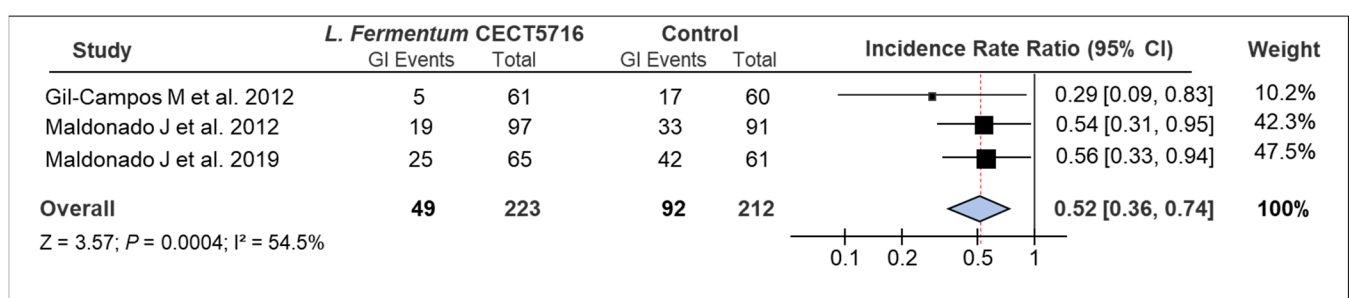 Study L. Fermentum CECT5716 Control Incidence Rate Ratio (95% CI) Weight
GI Events Total GI Events Total
Gil-Campos M et al. 2012 5 61 17 60 0.29 [0.09, 0.83] 10.2%
Maldonado J et al. 2012 19 97 33 91 0.54 [0.31, 0.95] 42.3%
Maldonado J et al. 2019 25 65 42 61 0.56 [0.33, 0.94] 47.5%
Overall 49 223 92 212 0.52 [0.36, 0.74] 100%
Z = 3.57; P = 0.0004; I² = 54.5%
0.1 0.2 0.5 1